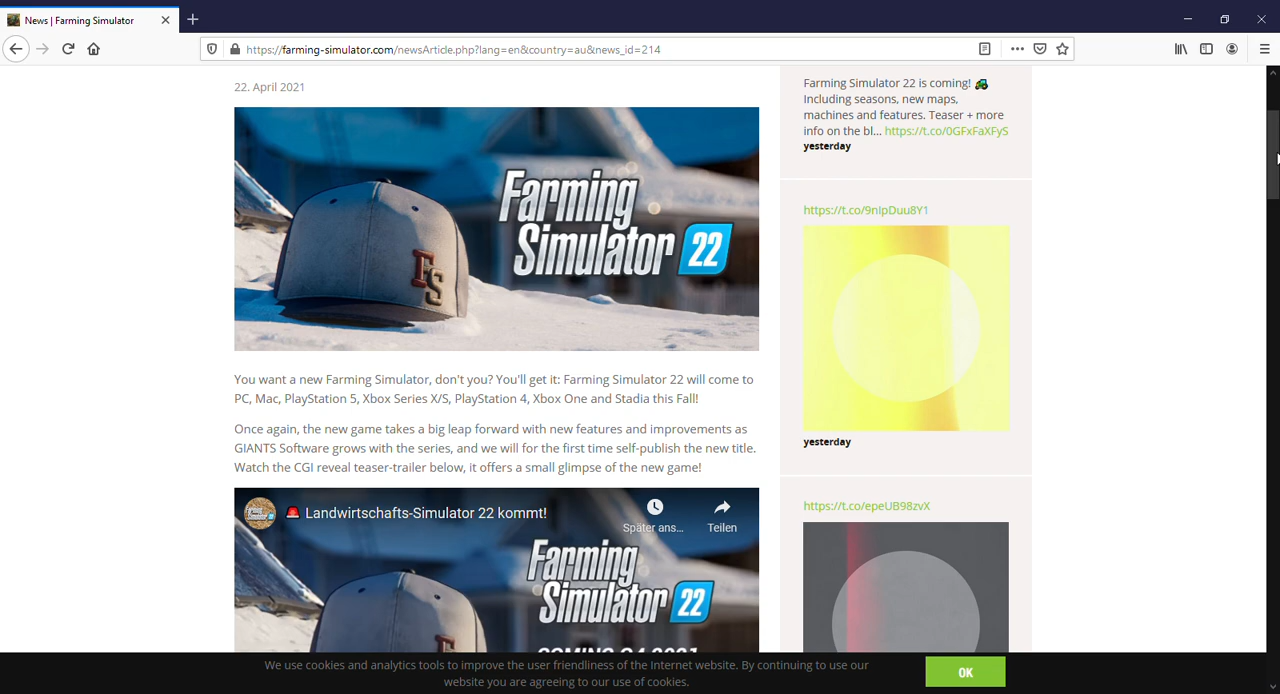 News | Farming Simulator
https://farming-simulator.com/newsArticle.php?lang=en&country=au&news_id=214
22. April 2021
Farming
Simulator 22
FS
You want a new Farming Simulator, don't you? You'll get it: Farming Simulator 22 will come to
PC, Mac, PlayStation 5, Xbox Series X/S, PlayStation 4, Xbox One and Stadia this Fall!
Once again, the new game takes a big leap forward with new features and improvements as
GIANTS Software grows with the series, and we will for the first time self-publish the new title.
Watch the CGI reveal teaser-trailer below, it offers a small glimpse of the new game!
🚨 Landwirtschafts-Simulator 22 kommt!
Später ans...
Teilen
Farming
Simulator 22
Farming Simulator 22 is coming! 🚜
Including seasons, new maps,
machines and features. Teaser + more
info on the bl... https://t.co/0GFxFaXFyS
yesterday
https://t.co/9nIpDuu8Y1
yesterday
https://t.co/epeUB98zvX
We use cookies and analytics tools to improve the user friendliness of the Internet website. By continuing to use our
website you are agreeing to our use of cookies.
OK